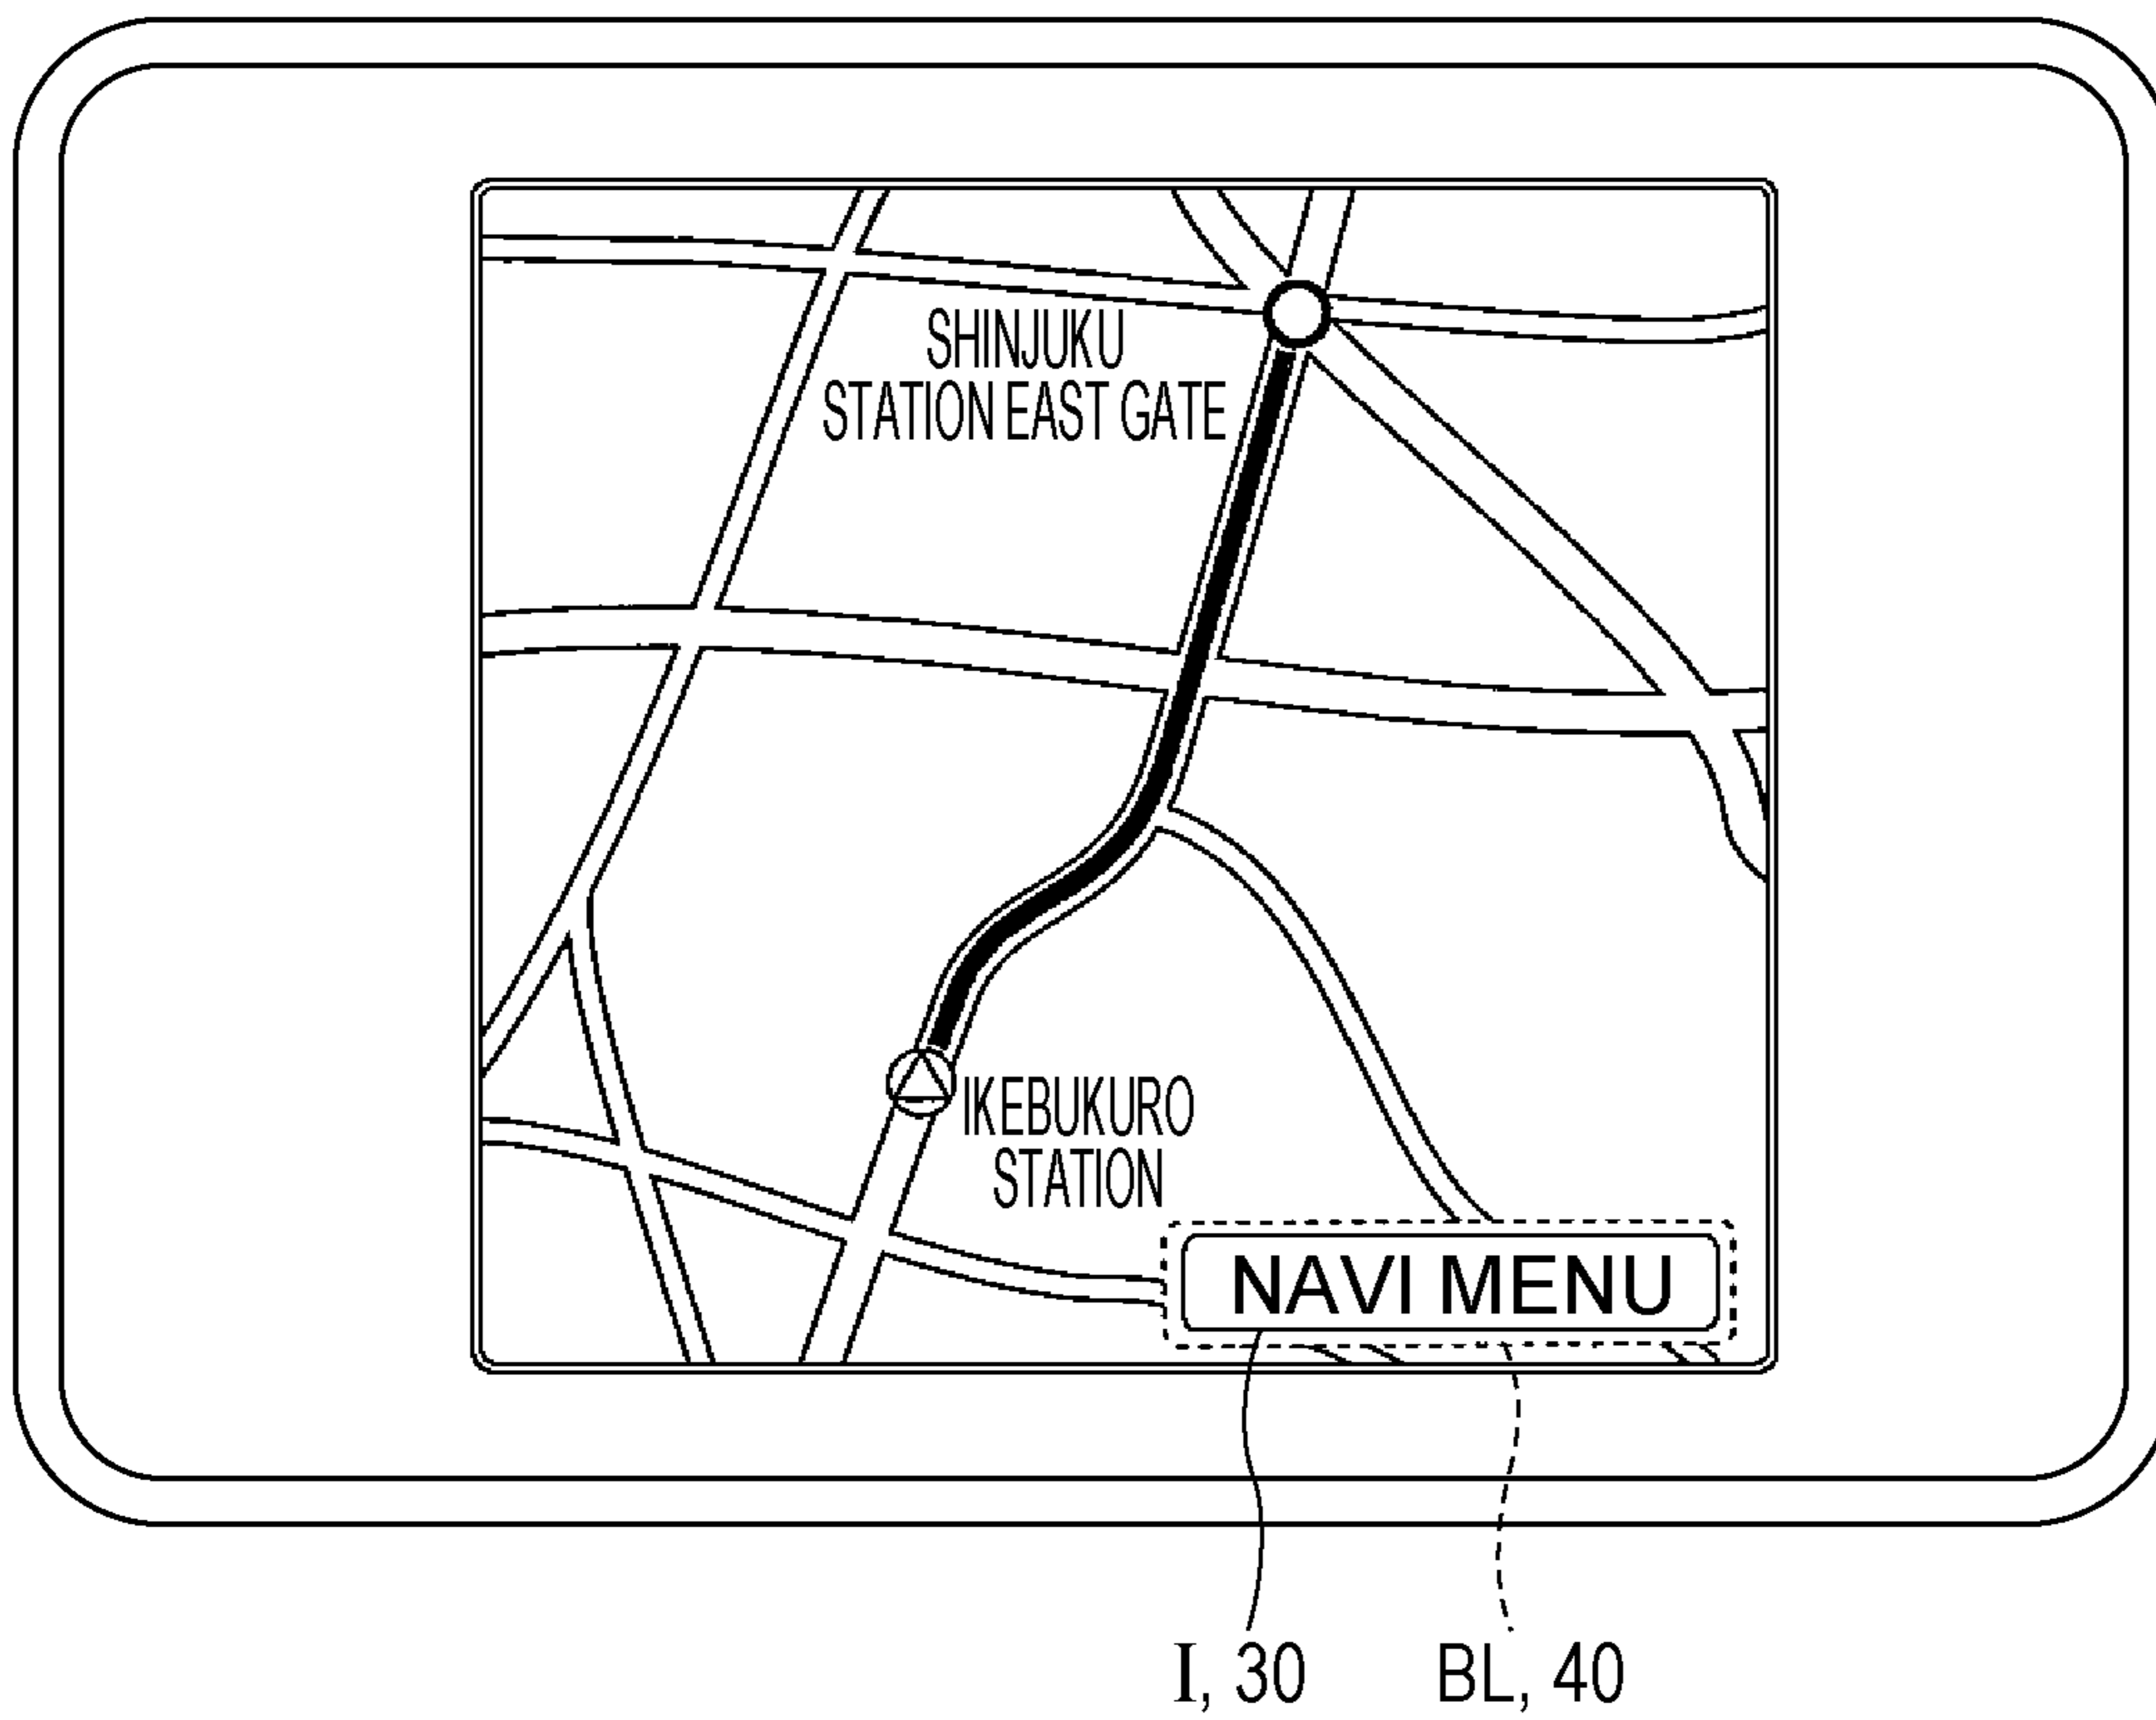 SHINJUKU
STATION EAST GATE
IKEBUKURO
STATION
NAVI MENU
I, 30
BL, 40